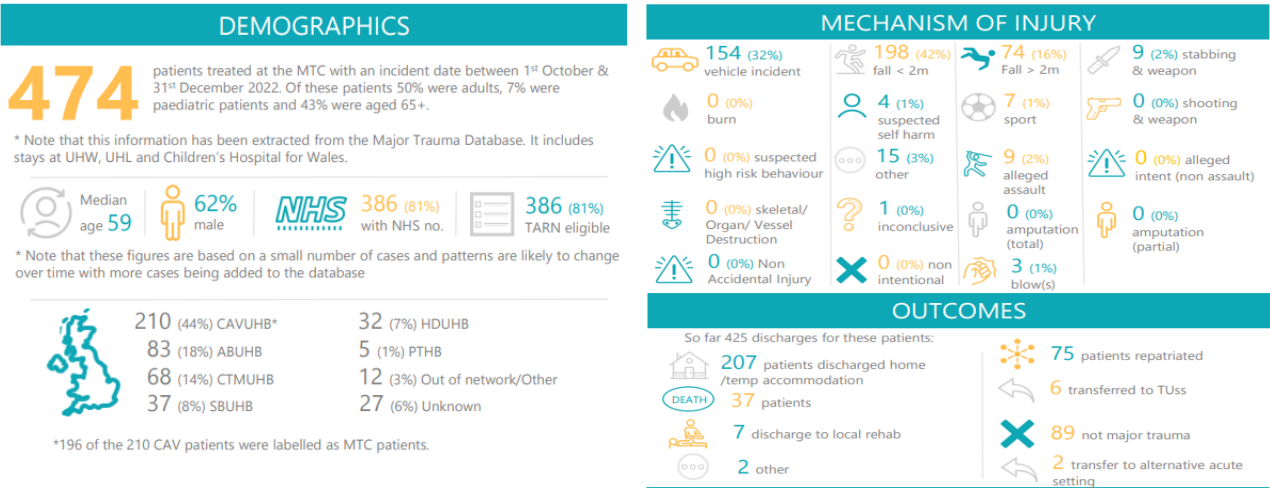 DEMOGRAPHICS
474
patients treated at the MTC with an incident date between 1st October &
31st December 2022. Of these patients 50% were adults, 7% were
paediatric patients and 43% were aged 65+.
* Note that this information has been extracted from the Major Trauma Database. It includes
stays at UHW, UHL and Children's Hospital for Wales.
Median
age 59
62%
male
NHS
386 (81%)
with NHS no.
386 (81%)
TARN eligible
* Note that these figures are based on a small number of cases and patterns are likely to change
over time with more cases being added to the database
210 (44%) CAVUHB*
83 (18%) ABUHB
68 (14%) CTMUHB
37 (8%) SBUHB
32 (7%) HDUHB
5 (1%) PTHB
12 (3%) Out of network/Other
27 (6%) Unknown
*196 of the 210 CAV patients were labelled as MTC patients.
MECHANISM OF INJURY
154 (32%)
vehicle incident
198 (42%)
fall < 2m
74 (16%)
Fall > 2m
9 (2%) stabbing
& weapon
0 (0%)
burn
4 (1%)
suspected
self harm
7 (1%)
sport
0 (0%) shooting
& weapon
0 (0%) suspected
high risk behaviour
15 (3%)
other
9 (2%)
alleged
assault
0 (0%) alleged
intent (non assault)
0 (0%) skeletal/
Organ/ Vessel
Destruction
1 (0%)
inconclusive
0 (0%)
amputation
(total)
0 (0%)
amputation
(partial)
0 (0%) Non
Accidental Injury
0 (0%) non
intentional
3 (1%)
blow(s)
OUTCOMES
So far 425 discharges for these patients:
207 patients discharged home
/temp accommodation
DEATH
37 patients
7 discharge to local rehab
2 other
75 patients repatriated
6 transferred to TUss
89 not major trauma
2 transfer to alternative acute
setting